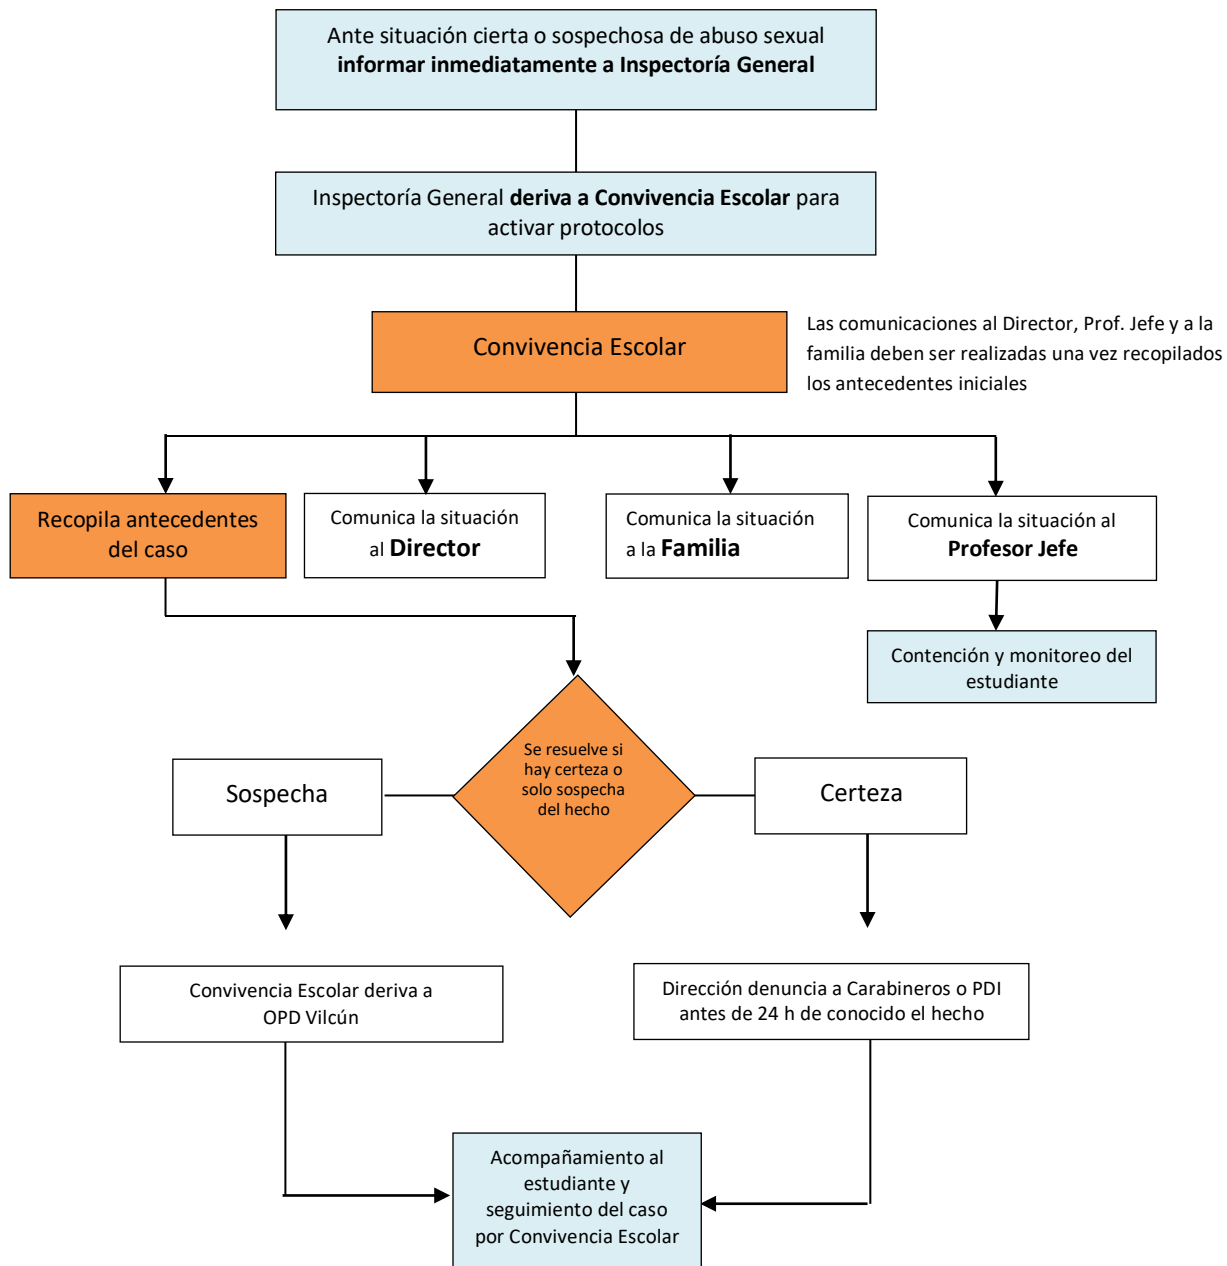 Ante situación cierta o sospechosa de abuso sexual
informar inmediatamente a Inspectoría General
Inspectoría General deriva a Convivencia Escolar para
activar protocolos
Convivencia Escolar
Las comunicaciones al Director, Prof. Jefe y a la
familia deben ser realizadas una vez recopilados
los antecedentes iniciales
Recopila antecedentes
del caso
Comunica la situación
al Director
Comunica la situación
a la Familia
Comunica la situación al
Profesor Jefe
Contención y monitoreo del
estudiante
Se resuelve si
hay certeza o
solo sospecha
del hecho
Sospecha
Certeza
Convivencia Escolar deriva a
OPD Vilcún
Dirección denuncia a Carabineros o PDI
antes de 24 h de conocido el hecho
Acompañamiento al
estudiante y
seguimiento del caso
por Convivencia Escolar